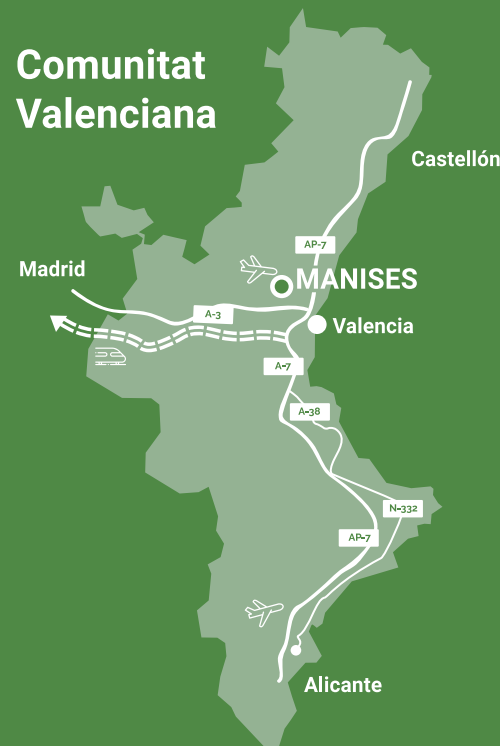 Comunitat
Valenciana
Castellón
AP-7
Madrid
MANISES
A-3
Valencia
A-7
A-38
N-332
AP-7
Alicante